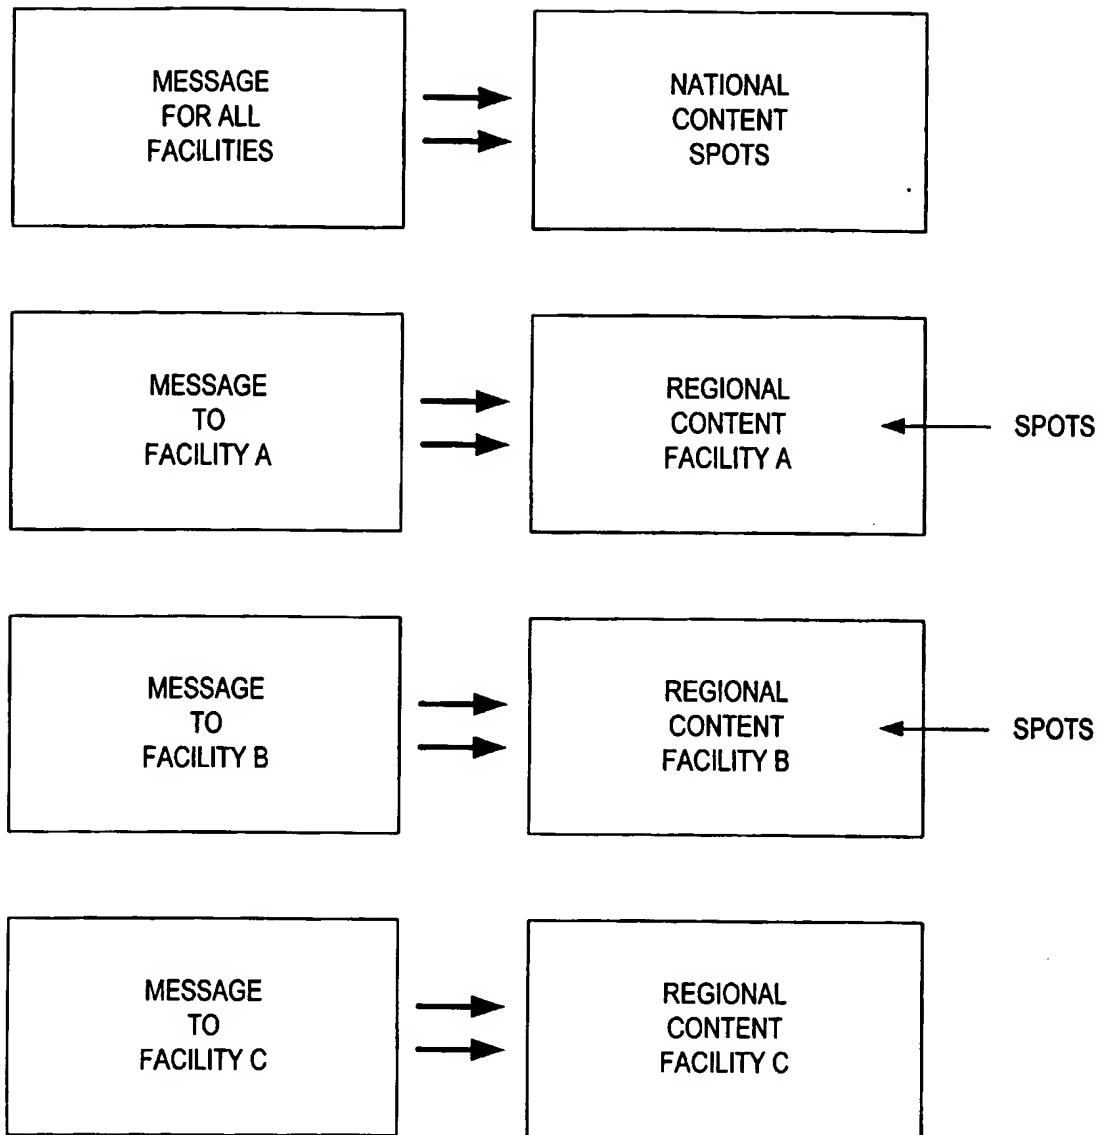 MESSAGE
FOR ALL
FACILITIES
NATIONAL
CONTENT
SPOTS
MESSAGE
TO
FACILITY A
REGIONAL
CONTENT
FACILITY A
SPOTS
MESSAGE
TO
FACILITY B
REGIONAL
CONTENT
FACILITY B
SPOTS
MESSAGE
TO
FACILITY C
REGIONAL
CONTENT
FACILITY C